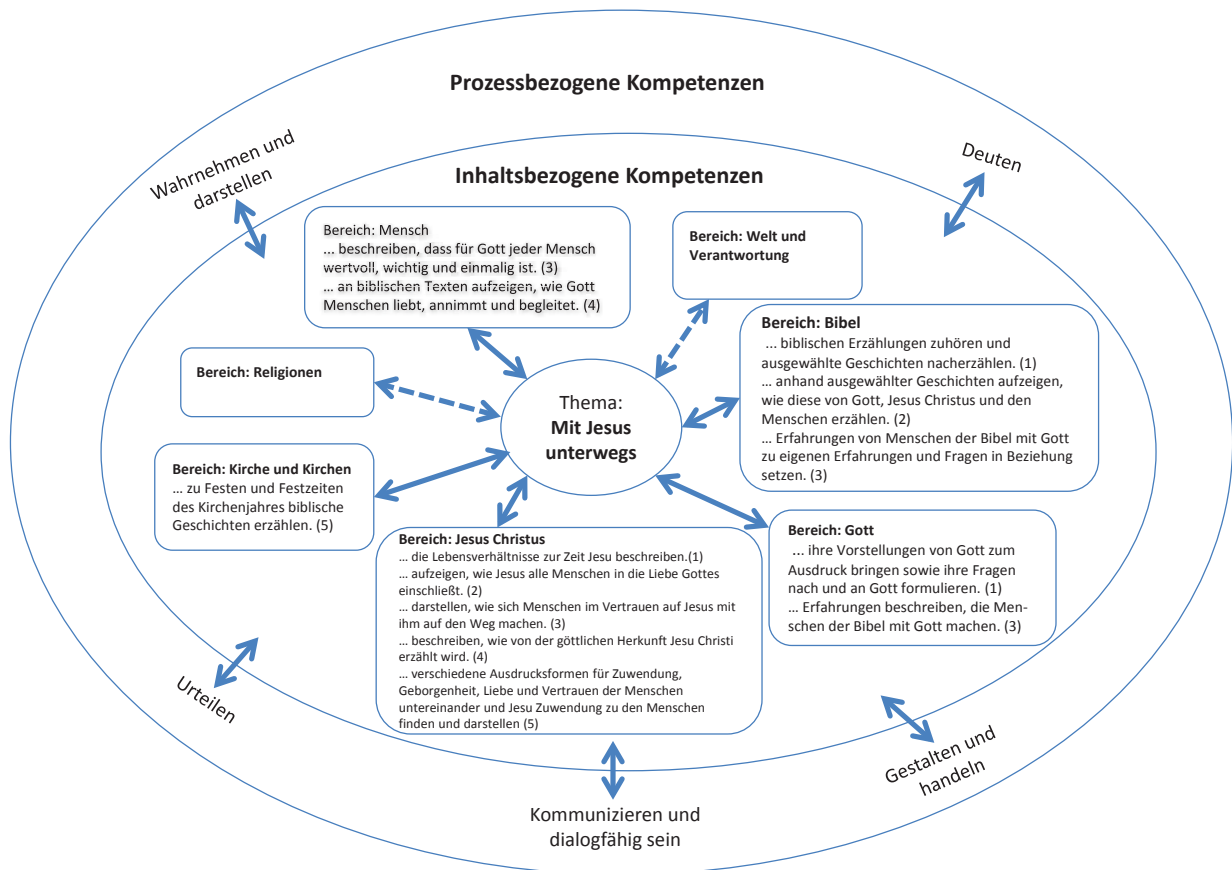 Prozessbezogene Kompetenzen
Wahrnehmen und
darstellen
Deuten
Inhaltsbezogene Kompetenzen
Bereich: Mensch
... beschreiben, dass für Gott jeder Mensch
wertvoll, wichtig und einmalig ist. (3)
... an biblischen Texten aufzeigen, wie Gott
Menschen liebt, annimmt und begleitet. (4)
Bereich: Welt und
Verantwortung
Bereich: Bibel
... biblischen Erzählungen zuhören und
ausgewählte Geschichten nacherzählen. (1)
... anhand ausgewählter Geschichten aufzeigen,
wie diese von Gott, Jesus Christus und den
Menschen erzählen. (2)
... Erfahrungen von Menschen der Bibel mit Gott
zu eigenen Erfahrungen und Fragen in Beziehung
setzen. (3)
Bereich: Religionen
Thema:
Mit Jesus
unterwegs
Bereich: Kirche und Kirchen
... zu Festen und Festzeiten
des Kirchenjahres biblische
Geschichten erzählen. (5)
Bereich: Jesus Christus
... die Lebensverhältnisse zur Zeit Jesu beschreiben.(1)
... aufzeigen, wie Jesus alle Menschen in die Liebe Gottes
einschließt. (2)
... darstellen, wie sich Menschen im Vertrauen auf Jesus mit
ihm auf den Weg machen. (3)
... beschreiben, wie von der göttlichen Herkunft Jesu Christi
erzählt wird. (4)
... verschiedene Ausdrucksformen für Zuwendung,
Geborgenheit, Liebe und Vertrauen der Menschen
untereinander und Jesu Zuwendung zu den Menschen
finden und darstellen (5)
Bereich: Gott
... ihre Vorstellungen von Gott zum
Ausdruck bringen sowie ihre Fragen
nach und an Gott formulieren. (1)
... Erfahrungen beschreiben, die Men-
schen der Bibel mit Gott machen. (3)
Urteilen
Gestalten und
handeln
Kommunizieren und
dialogfähig sein